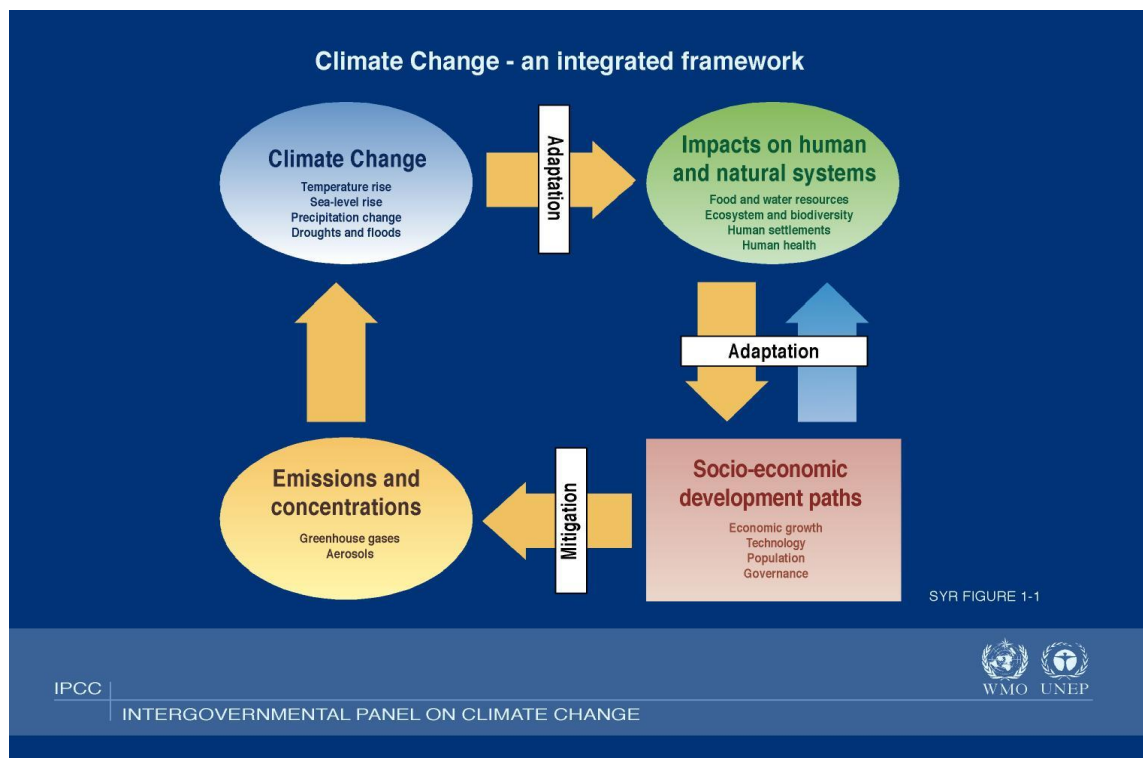 Climate Change - an integrated framework
Climate Change
Temperature rise
Sea-level rise
Precipitation change
Droughts and floods
Adaptation
Impacts on human
and natural systems
Food and water resources
Ecosystem and biodiversity
Human settlements
Human health
Adaptation
Emissions and
concentrations
Greenhouse gases
Aerosols
Mitigation
Socio-economic
development paths
Economic growth
Technology
Population
Governance
SYR FIGURE 1-1
WMO UNEP
IPCC
INTERGOVERNMENTAL PANEL ON CLIMATE CHANGE